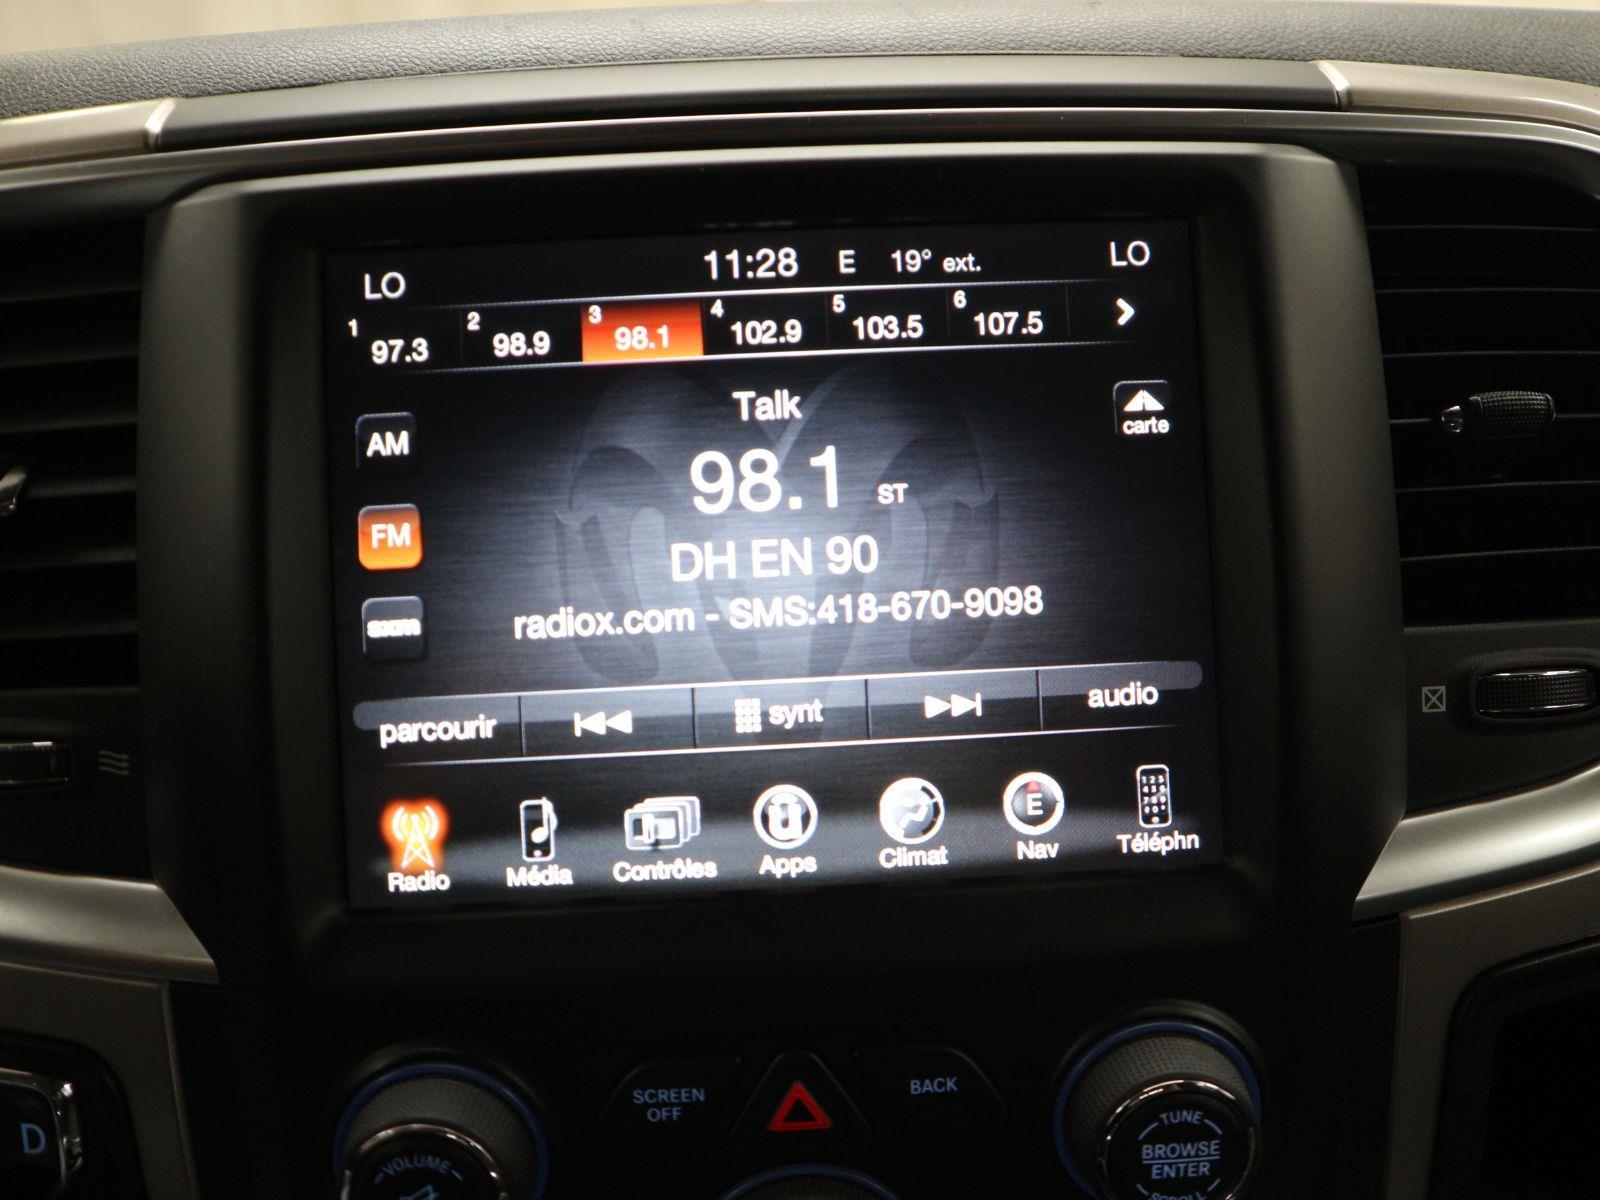 LO 11:28 E 19° ext. LO
1 97.3 2 98.9 3 98.1 4 102.9 5 103.5 6 107.5
Talk
carte
AM
98.1 ST
FM
DH EN 90
radiox.com - SMS:418-670-9098
sxm
parcourir synt audio
Radio Média Contrôles Apps Climat E Nav Téléphn
SCREEN OFF
BACK
D
VOLUME
TUNE
BROWSE
ENTER
SCROLL